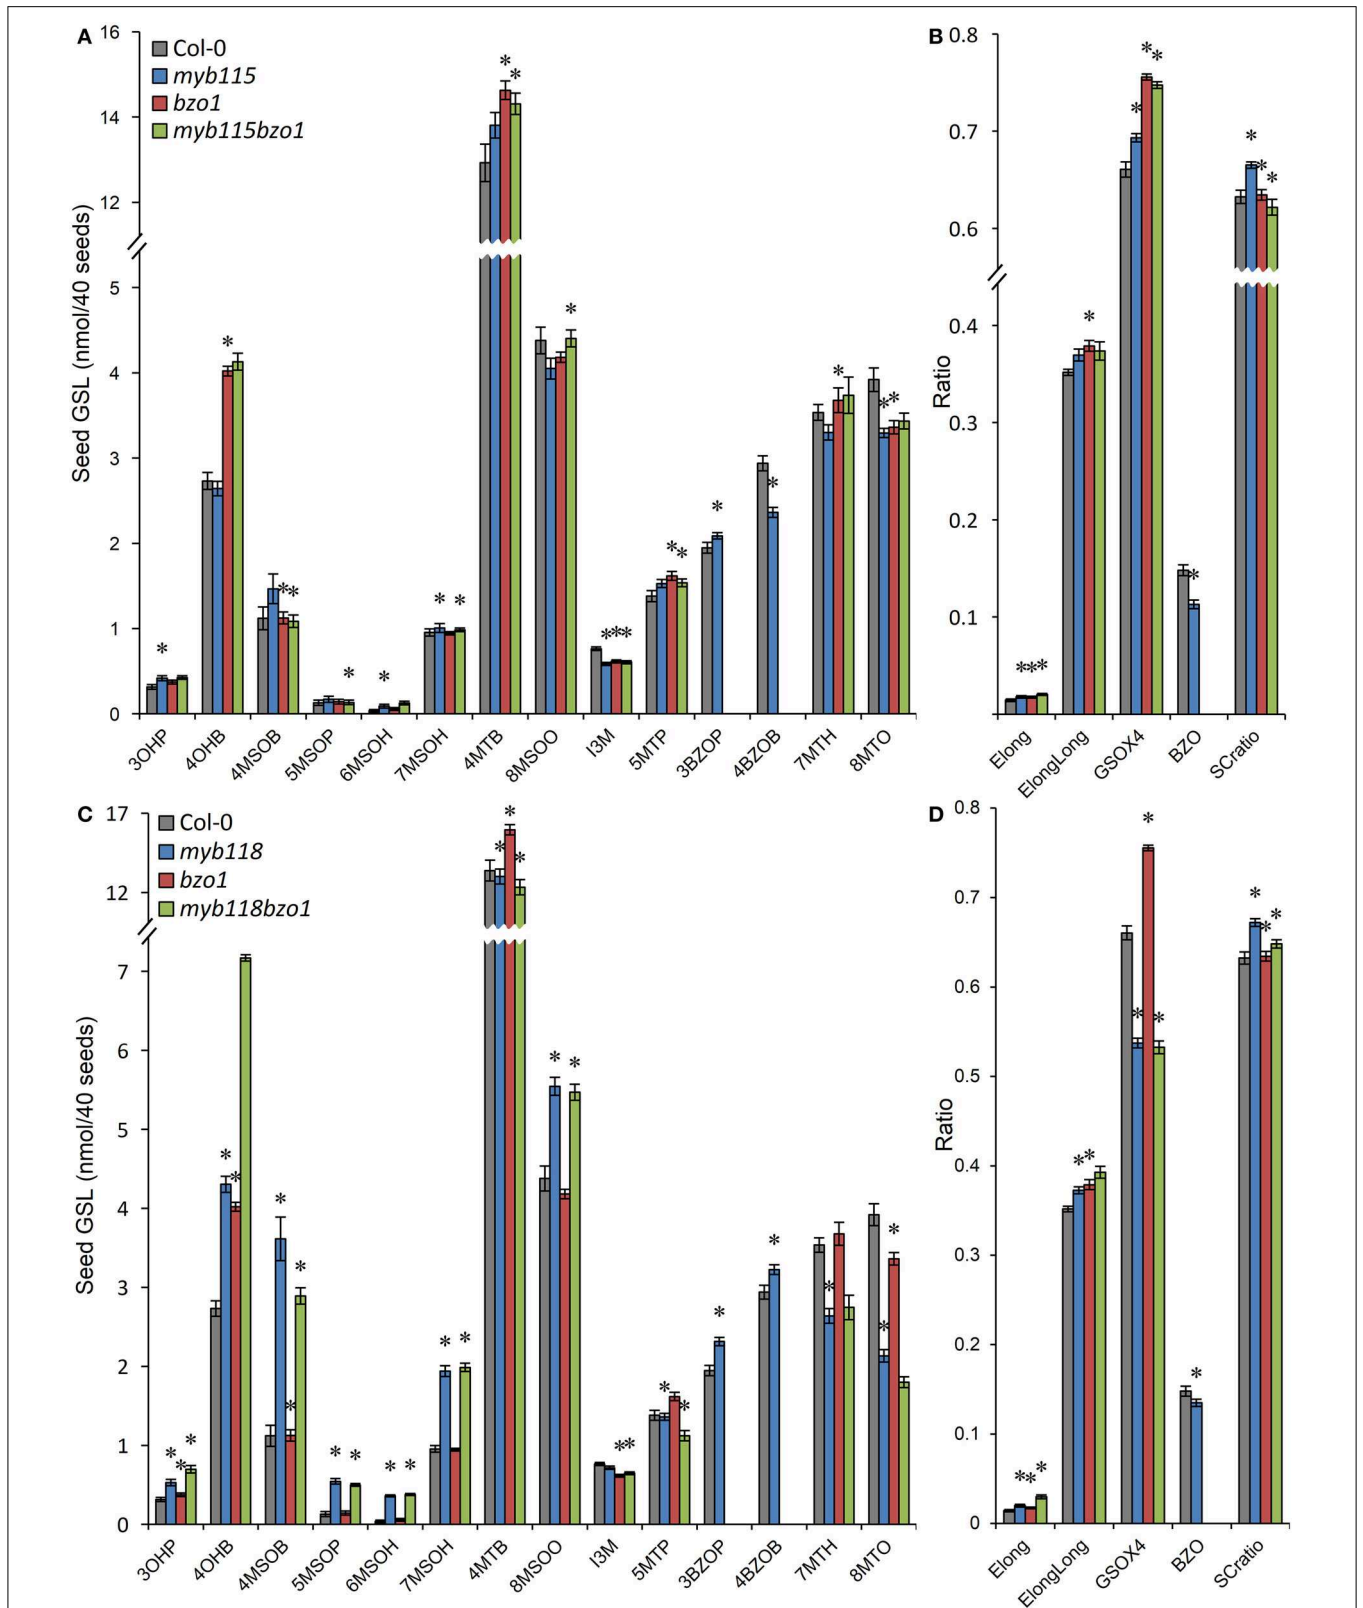 A
Col-0
myb115
bzo1
myb115bzo1
Seed GSL (nmol/40 seeds)
16
14
12
5
4
3
2
1
0
* * * * * * * * * * * * * * * * * * * * * *
3OHP 4OHB 4MSOB 5MSOP 6MSOH 7MSOH 4MTB 8MSOO I3M 5MTP 3BZOP 4BZOB 7MTH 8MTO
B
Ratio
0.8
0.7
0.6
0.4
0.3
0.2
0.1
* * * * * * * * * * *
Elong ElongLong GSOX4 BZO SCratio
C
Col-0
myb118
bzo1
myb118bzo1
Seed GSL (nmol/40 seeds)
17
12
7
6
5
4
3
2
1
0
* * * * * * * * * * * * * * * * * * * * * * * * * * *
3OHP 4OHB 4MSOB 5MSOP 6MSOH 7MSOH 4MTB 8MSOO I3M 5MTP 3BZOP 4BZOB 7MTH 8MTO
D
Ratio
0.8
0.7
0.6
0.5
0.4
0.3
0.2
0.1
0
* * * * * * * * * * * *
Elong ElongLong GSOX4 BZO SCratio